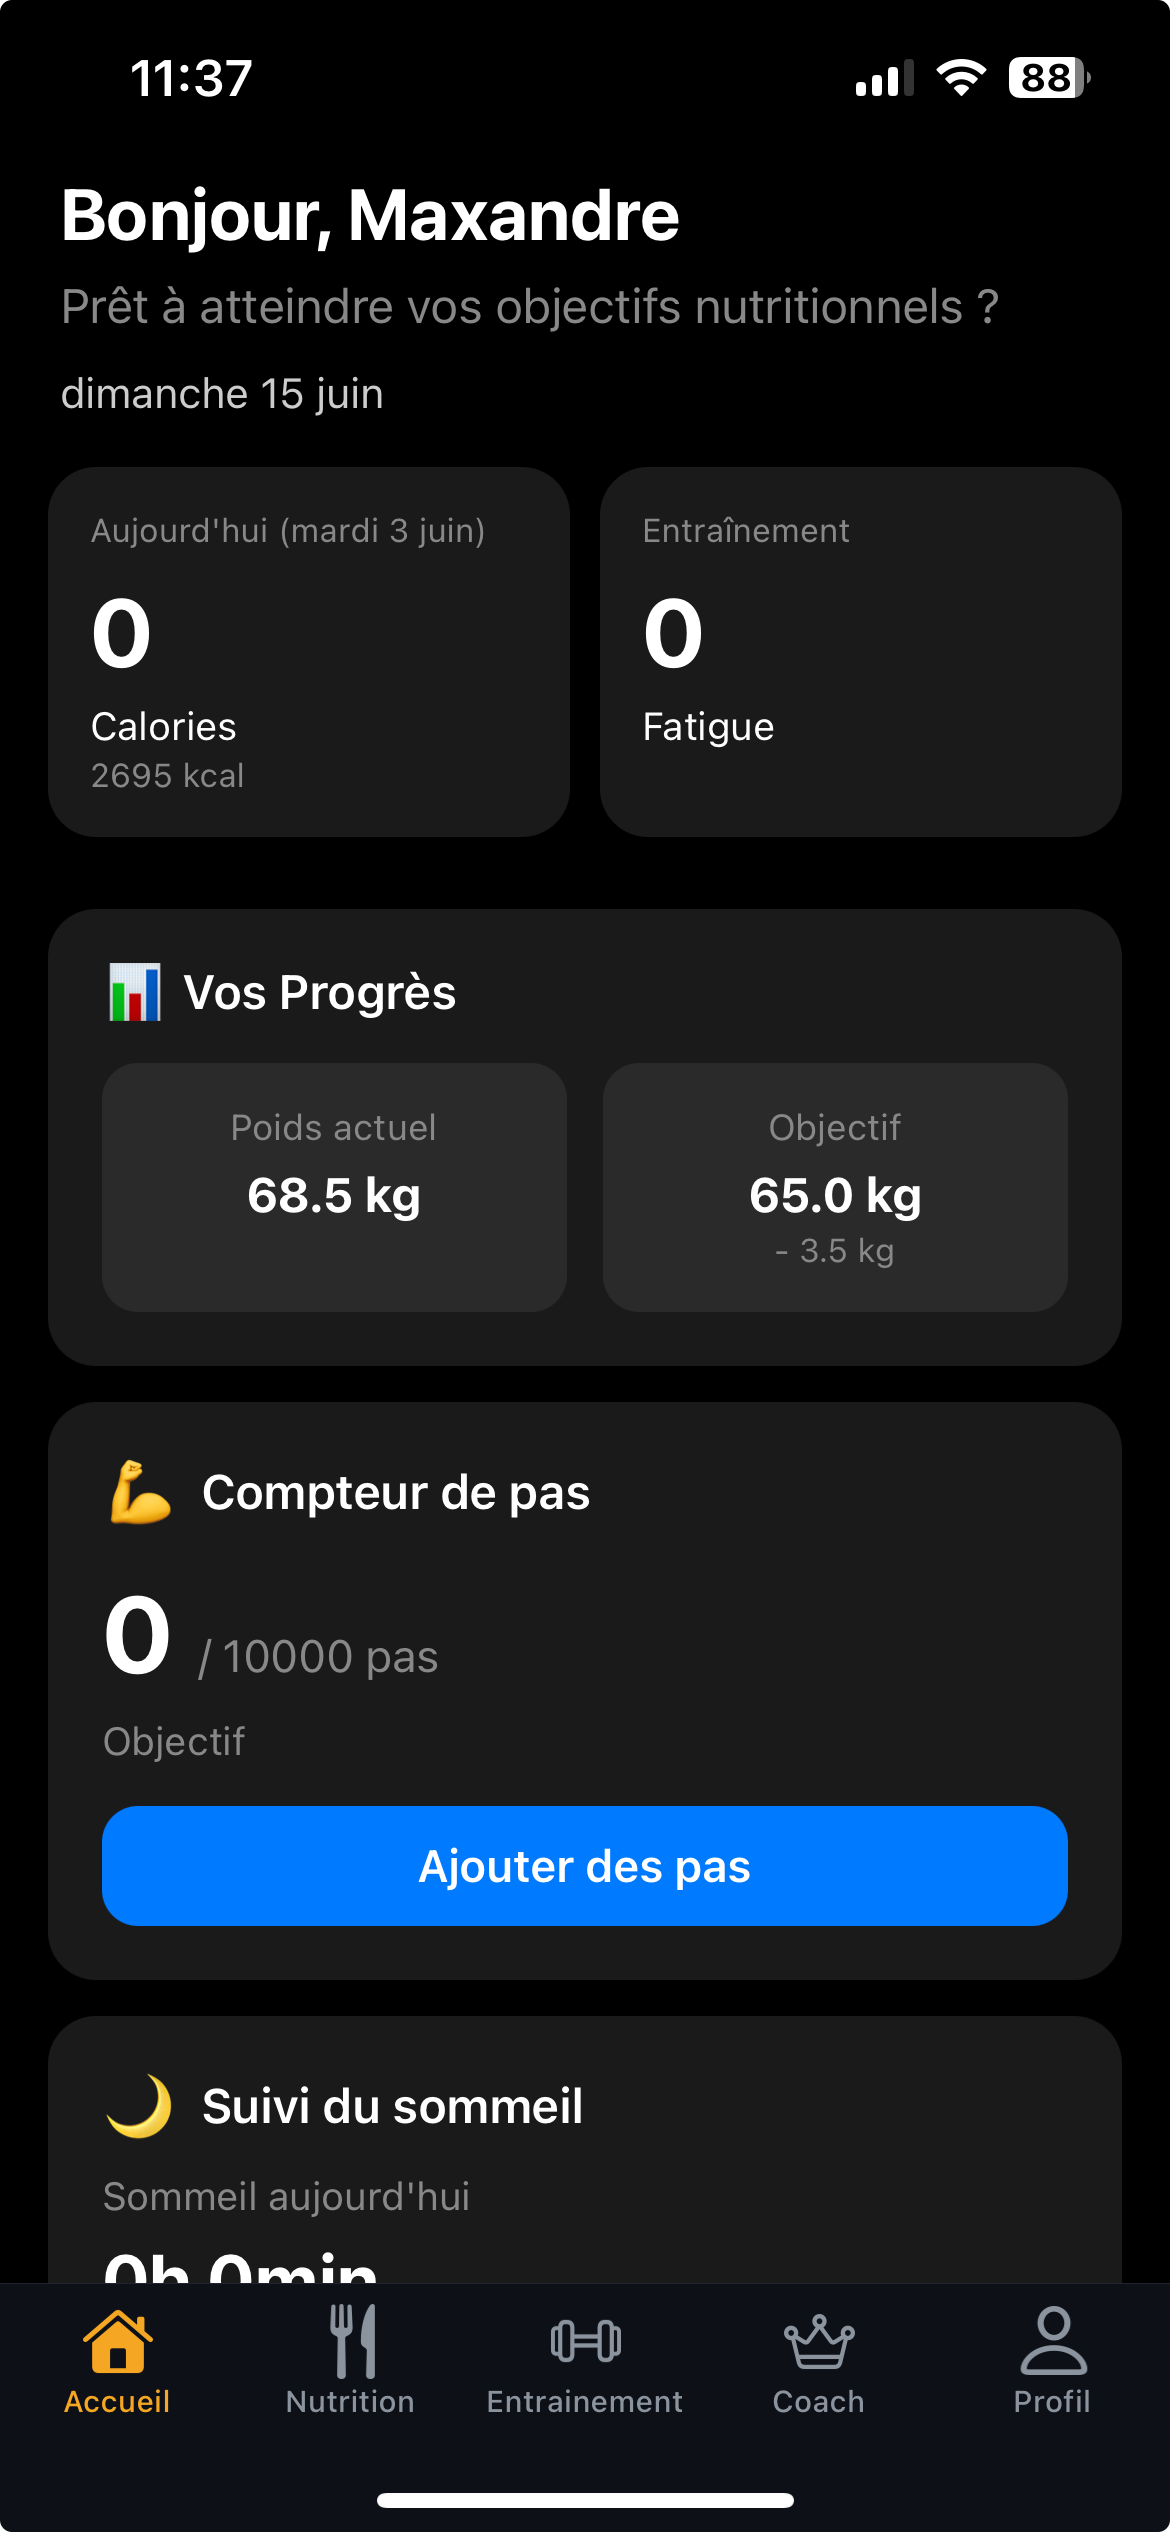 11:37
88
Bonjour, Maxandre
Prêt à atteindre vos objectifs nutritionnels ?
dimanche 15 juin
Aujourd'hui (mardi 3 juin)
0
Calories
2695 kcal
Entraînement
0
Fatigue
Vos Progrès
Poids actuel
68.5 kg
Objectif
65.0 kg
- 3.5 kg
Compteur de pas
0 / 10000 pas
Objectif
Ajouter des pas
Suivi du sommeil
Sommeil aujourd'hui
0h 0min
Accueil
Nutrition
Entrainement
Coach
Profil